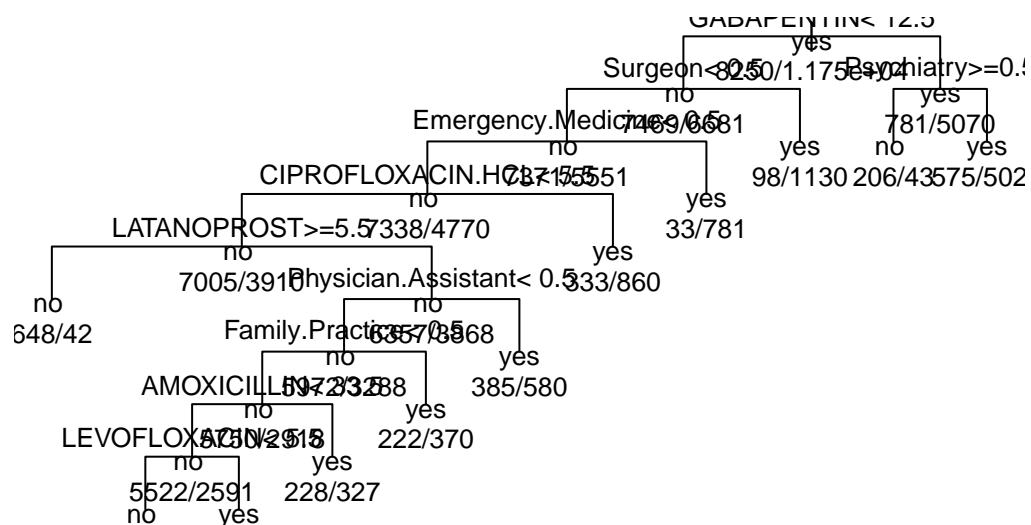 GABAPENTIN< 12.5
yes
8250/1.175e+04
Surgeon< 0.5
no
7469/6681
Psychiatry>=0.5
yes
781/5070
Emergency.Medicine< 0.5
no
7371/5551
yes
98/1130
no
206/43
yes
575/502
CIPROFLOXACIN.HCL< 5.5
no
7338/4770
yes
33/781
LATANOPROST>=5.5
no
7005/3910
yes
333/860
no
648/42
Physician.Assistant< 0.5
no
6357/3868
Family.Practice< 0.5
no
5972/3288
yes
385/580
AMOXICILLIN< 33.5
no
5750/2918
yes
222/370
LEVOFLOXACIN< 5.5
no
5522/2591
yes
228/327
no
yes